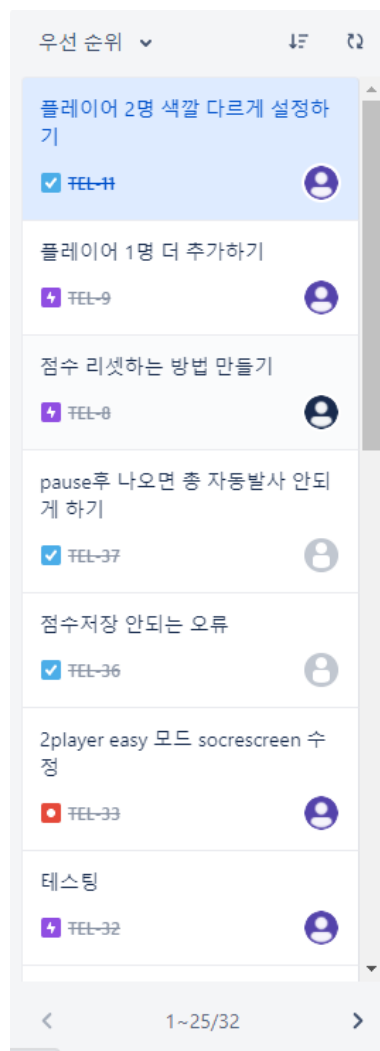 우선 순위
플레이어 2명 색깔 다르게 설정하
기
TEL-11
플레이어 1명 더 추가하기
TEL-9
점수 리셋하는 방법 만들기
TEL-8
pause후 나오면 총 자동발사 안되
게 하기
TEL-37
점수저장 안되는 오류
TEL-36
2player easy 모드 socrescreen 수
정
TEL-33
테스팅
TEL-32
1~25/32